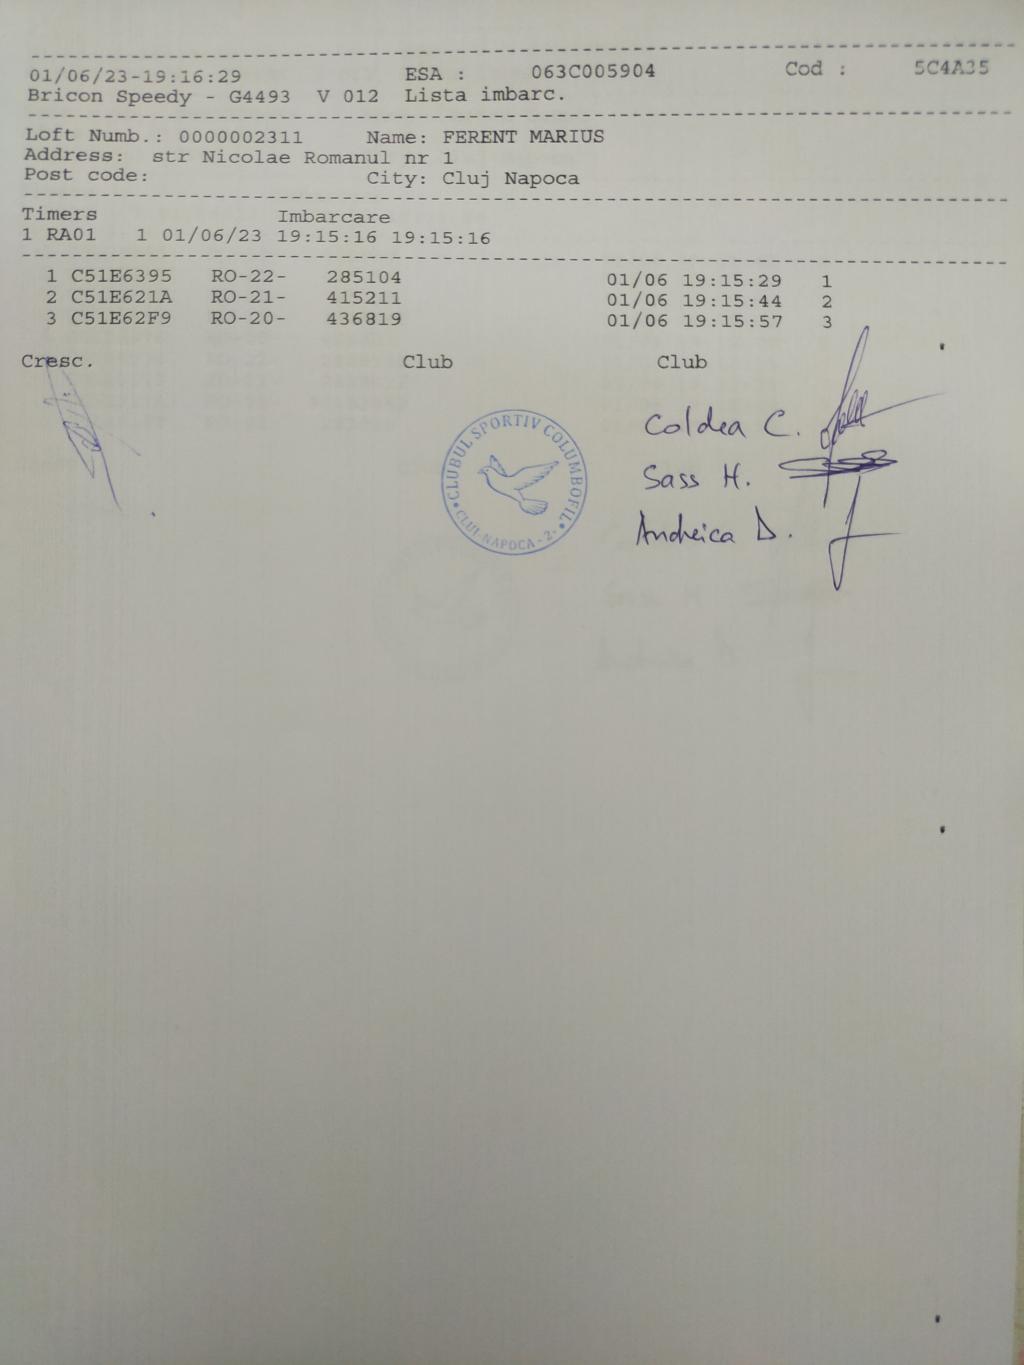 01/06/23-19:16:29 ESA : 063C005904 Cod : 5C4A35
Bricon Speedy - G4493 V 012 Lista imbarc.
Loft Numb.: 0000002311 Name: FERENT MARIUS
Address: str Nicolae Romanul nr 1
Post code: City: Cluj Napoca
Timers Imbarcare
1 RA01 1 01/06/23 19:15:16 19:15:16
1 C51E6395 RO-22- 285104 01/06 19:15:29 1
2 C51E621A RO-21- 415211 01/06 19:15:44 2
3 C51E62F9 RO-20- 436819 01/06 19:15:57 3
Cresc. Club Club
CLUBUL SPORTIV COLUMBOFIL
CLUJ-NAPOCA-2-
Coldea C.
Sass H.
Andreica D.